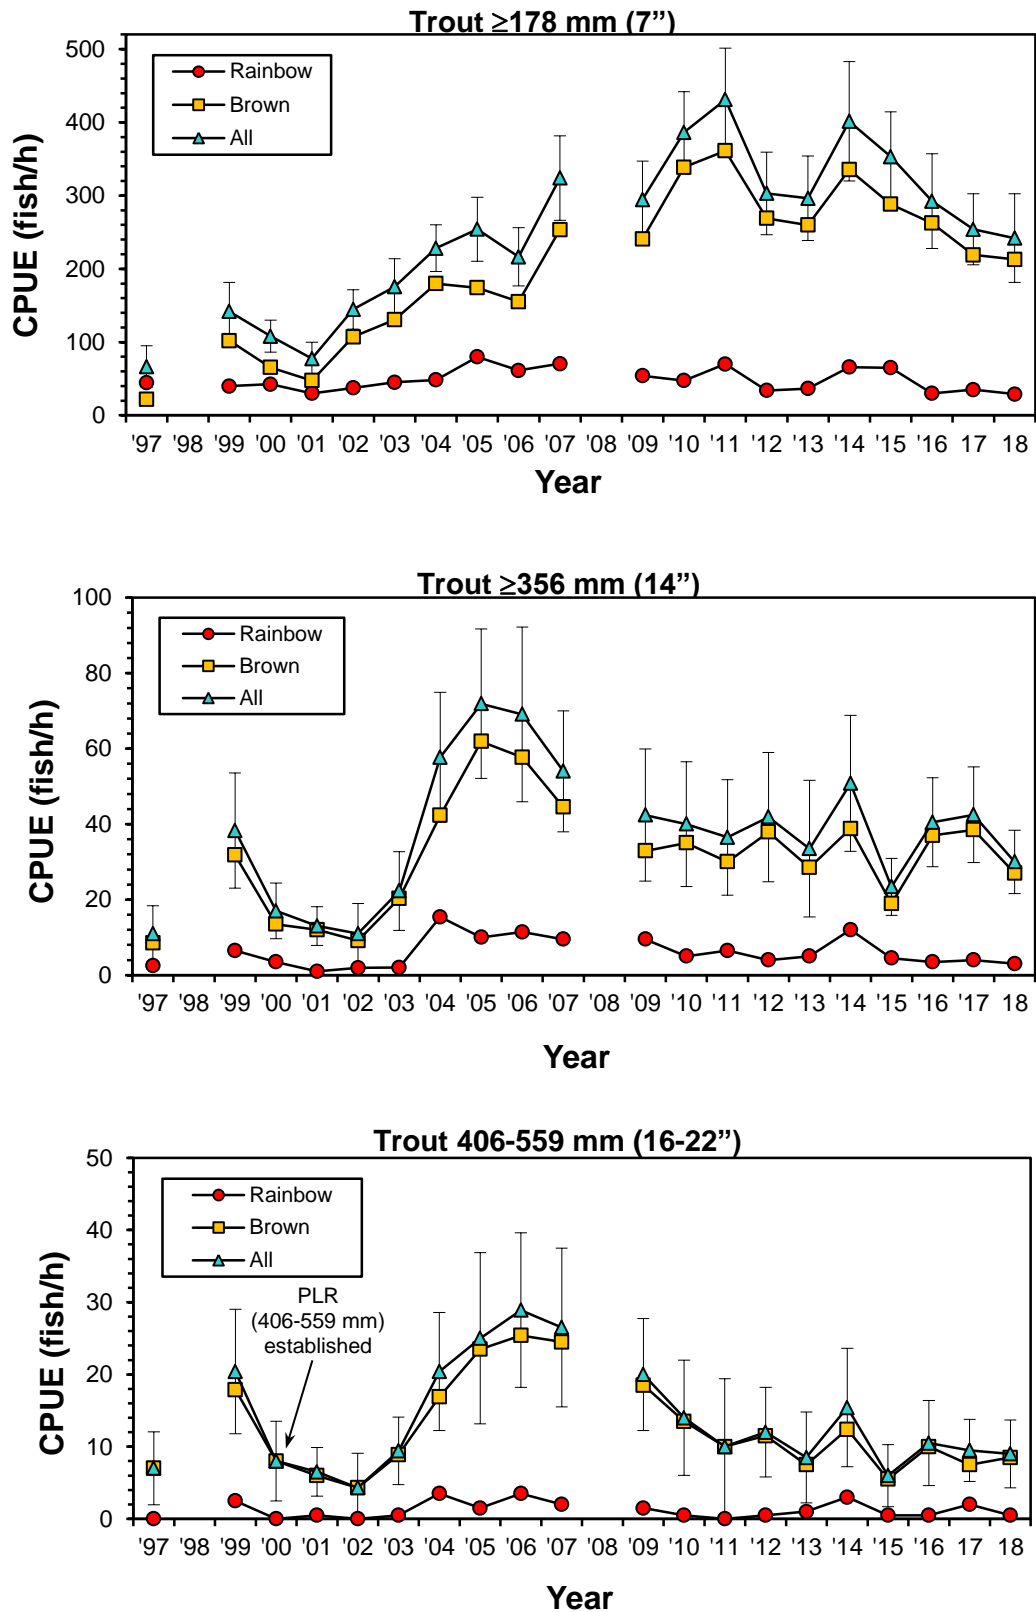 Trout ≥178 mm (7”)
CPUE (fish/h)
500
400
300
200
100
0
Rainbow
Brown
All
'97 '98 '99 '00 '01 '02 '03 '04 '05 '06 '07 '08 '09 '10 '11 '12 '13 '14 '15 '16 17 18
Year
Trout ≥356 mm (14”)
CPUE (fish/h)
100
80
60
40
20
0
Rainbow
Brown
All
'97 '98 '99 '00 '01 '02 '03 '04 '05 '06 '07 '08 '09 '10 '11 '12 '13 '14 '15 '16 '17 18
Year
Trout 406-559 mm (16-22”)
CPUE (fish/h)
50
40
30
20
10
0
Rainbow
Brown
All
PLR
(406-559 mm)
established
'97 '98 '99 '00 '01 '02 '03 '04 '05 '06 '07 '08 '09 '10 '11 '12 '13 '14 '15 '16 17 18
Year